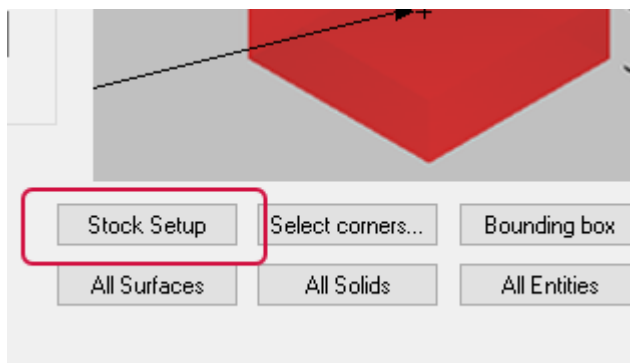 Stock Setup
Select corners...
Bounding box
All Surfaces
All Solids
All Entities